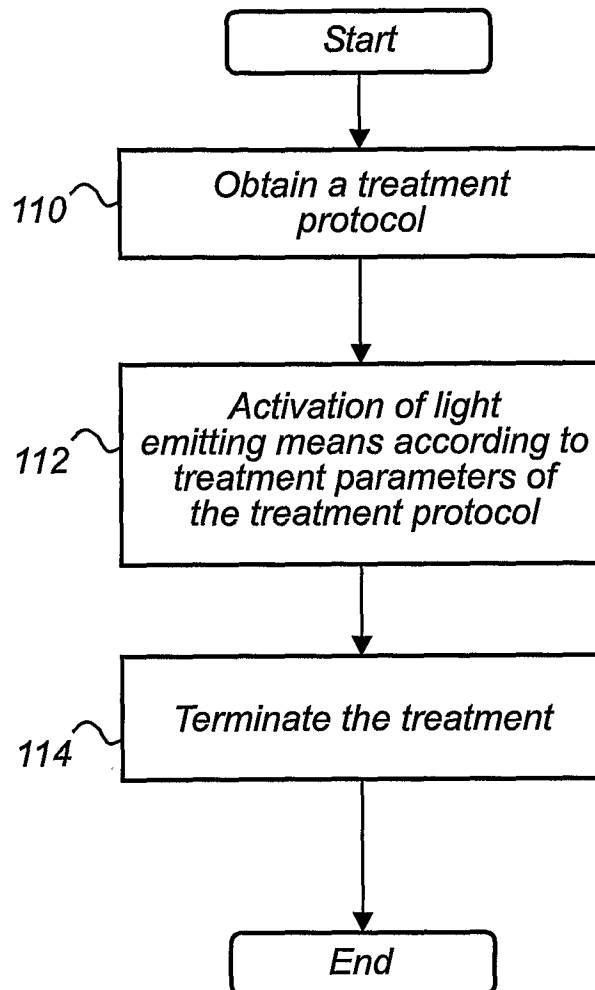 Start
110
Obtain a treatment
protocol
112
Activation of light
emitting means according to
treatment parameters of
the treatment protocol
114
Terminate the treatment
End